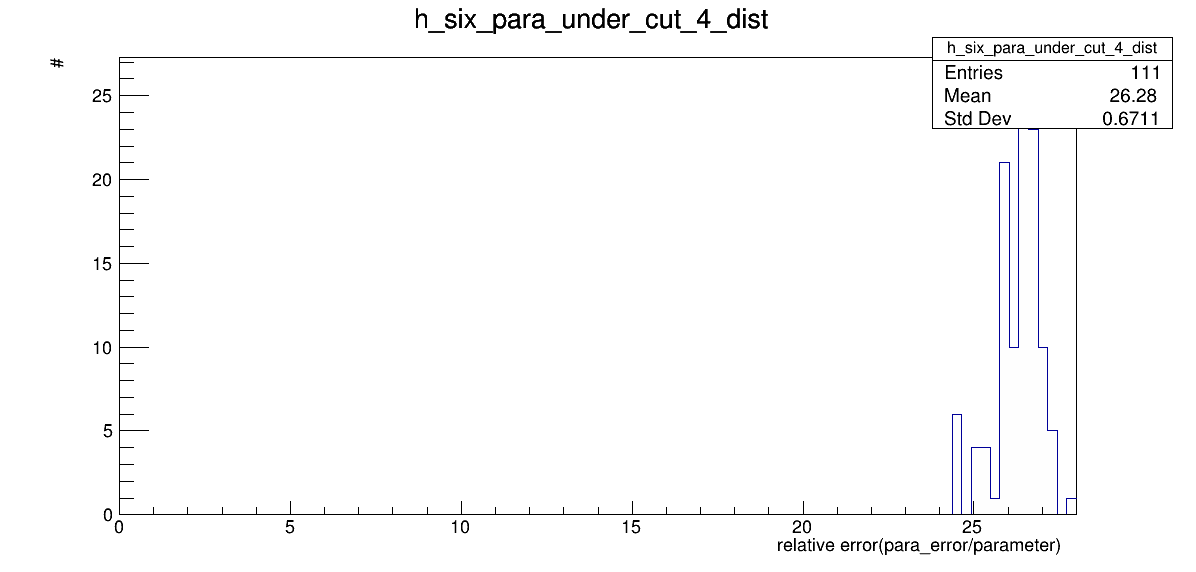 h_six_para_under_cut_4_dist
#
h_six_para_under_cut_4_dist
Entries 111
Mean 26.28
Std Dev 0.6711
25
20
15
10
5
0
0 5 10 15 20 25
relative error(para_error/parameter)